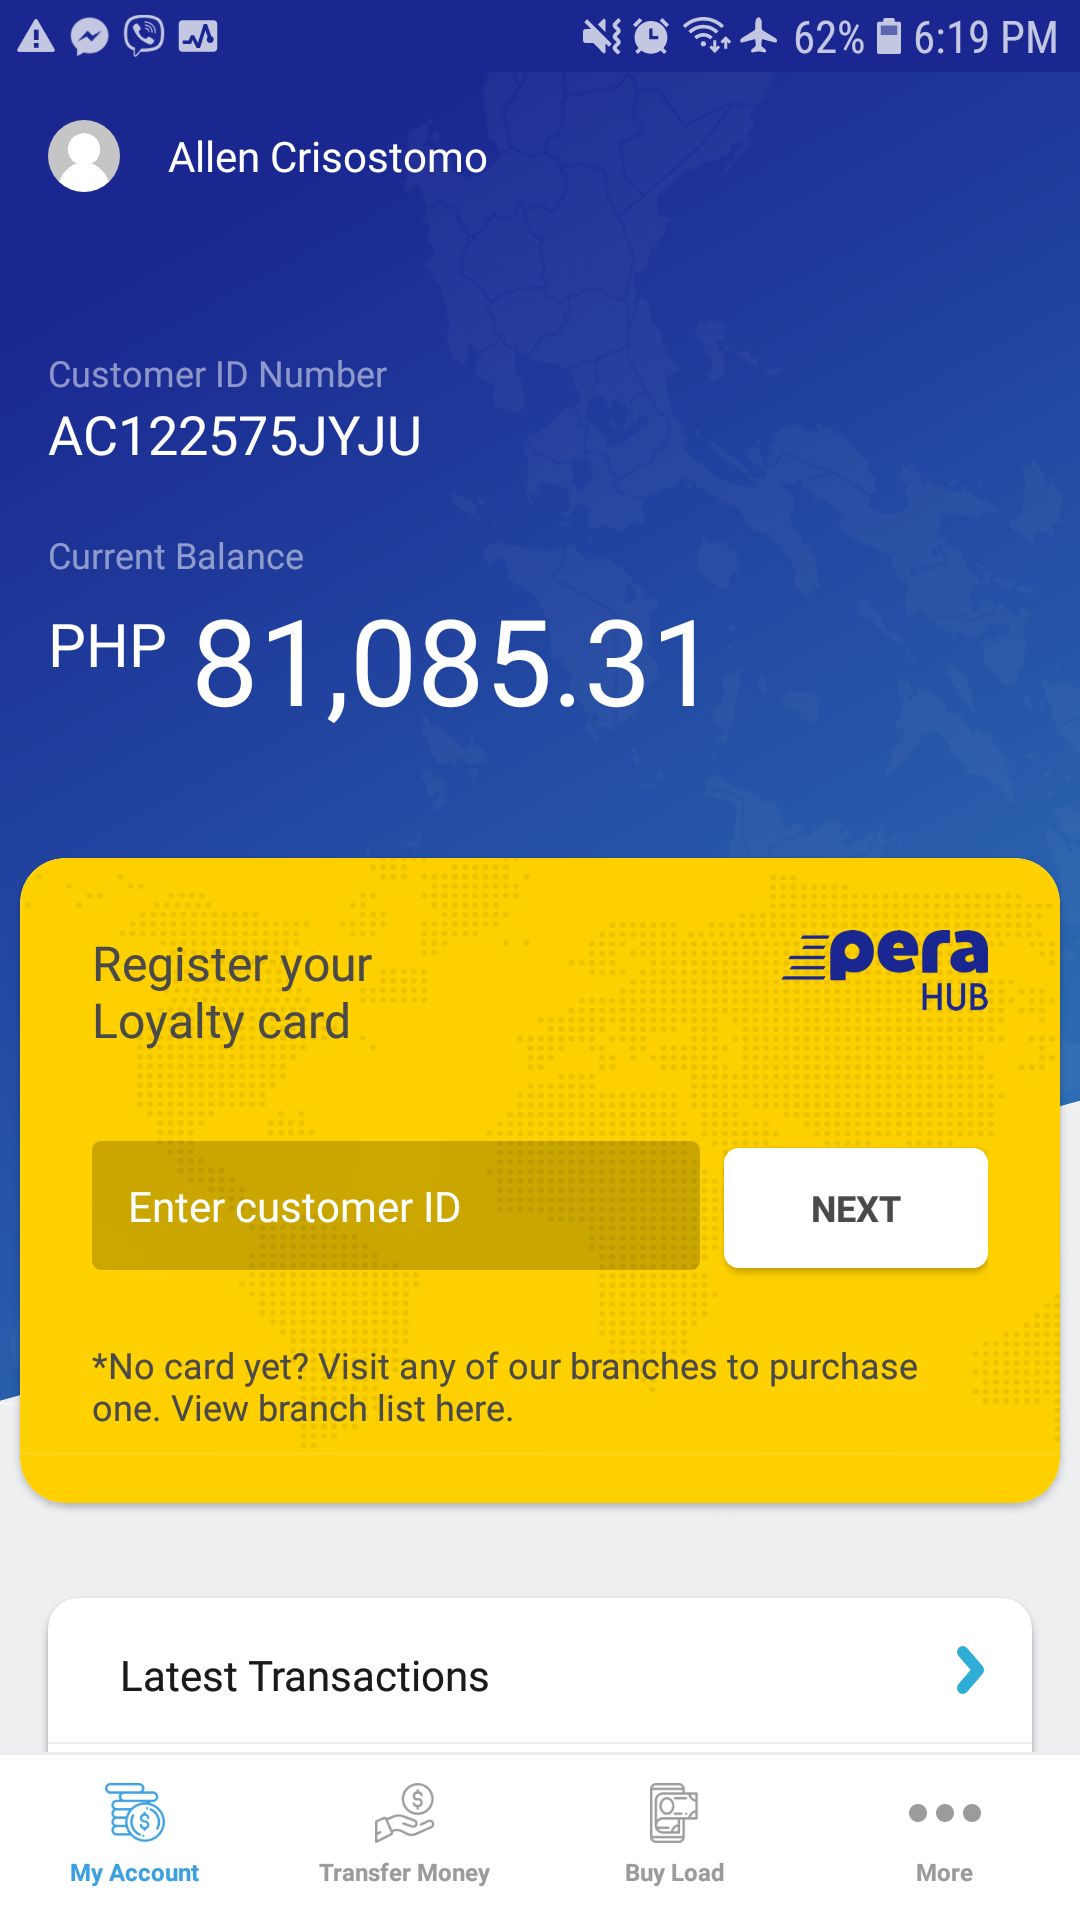 62% 6:19 PM
Allen Crisostomo
Customer ID Number
AC122575JYJU
Current Balance
PHP 81,085.31
Register your
Loyalty card
pera
HUB
Enter customer ID
NEXT
*No card yet? Visit any of our branches to purchase
one. View branch list here.
Latest Transactions
My Account
Transfer Money
Buy Load
More